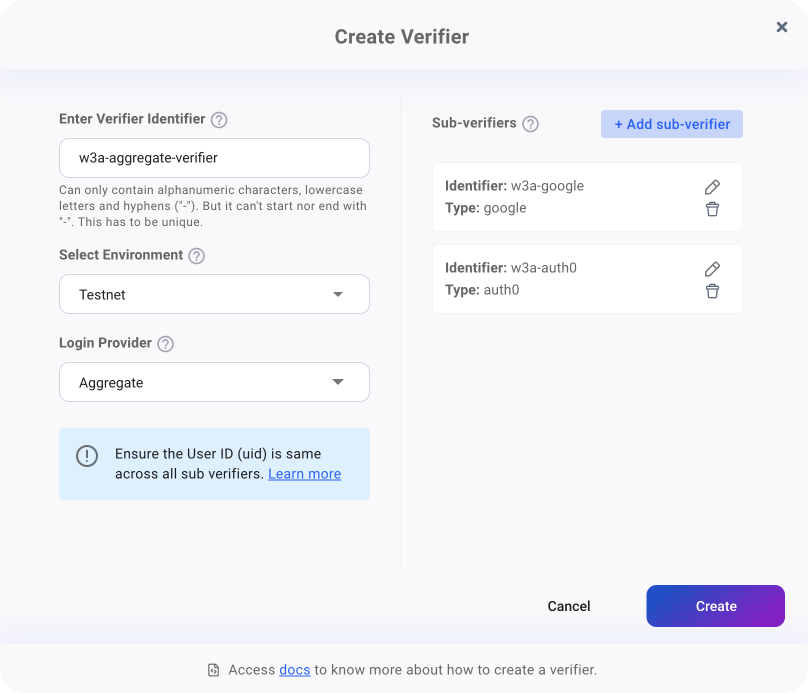 Create Verifier
Enter Verifier Identifier
w3a-aggregate-verifier
Can only contain alphanumeric characters, lowercase
letters and hyphens ("-"). But it can't start nor end with
"-". This has to be unique.
Select Environment
Testnet
Login Provider
Aggregate
Ensure the User ID (uid) is same
across all sub verifiers. Learn more
Sub-verifiers
+ Add sub-verifier
Identifier: w3a-google
Type: google
Identifier: w3a-auth0
Type: auth0
Cancel
Create
Access docs to know more about how to create a verifier.